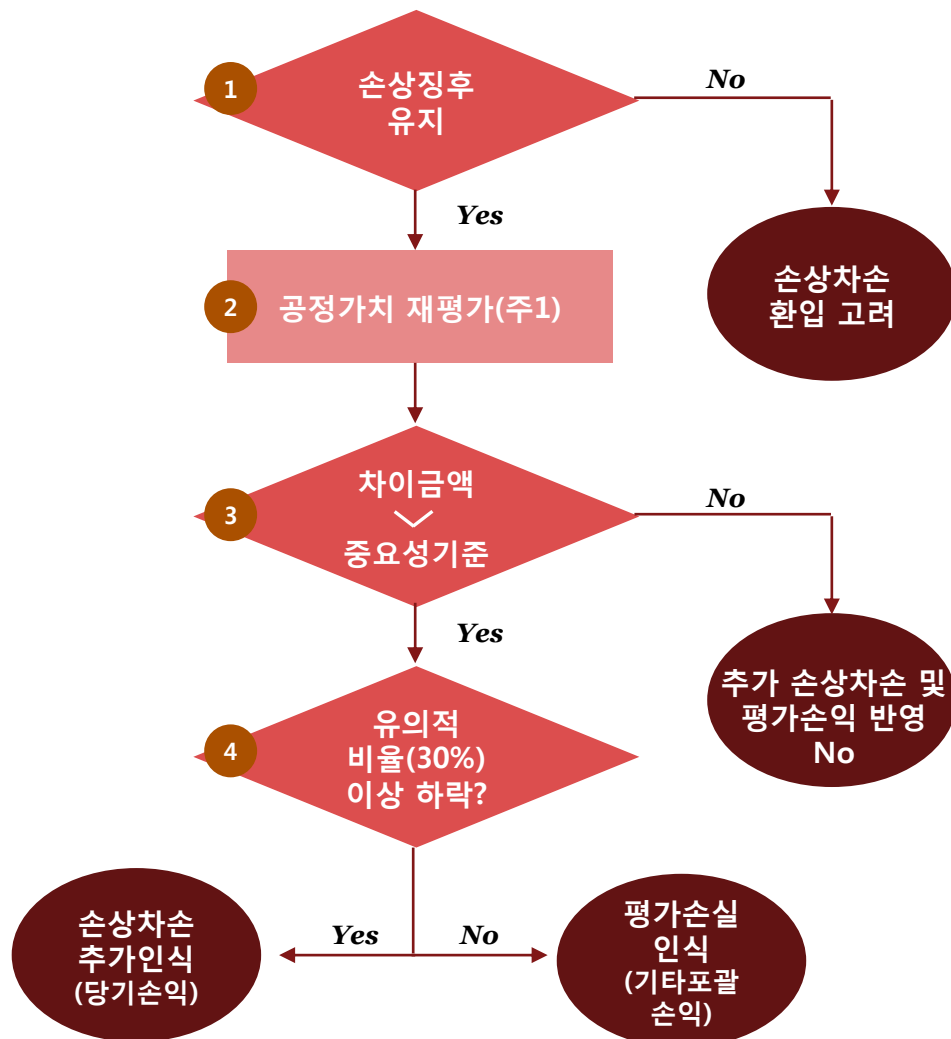 1
손상징후
유지
No
Yes
손상차손
환입 고려
2
공정가치 재평가(주1)
3
차이금액
중요성기준
No
Yes
추가 손상차손 및
평가손익 반영
No
4
유의적
비율(30%)
이상 하락?
손상차손
추가인식
(당기손익)
Yes
No
평가손실
인식
(기타포괄
손익)